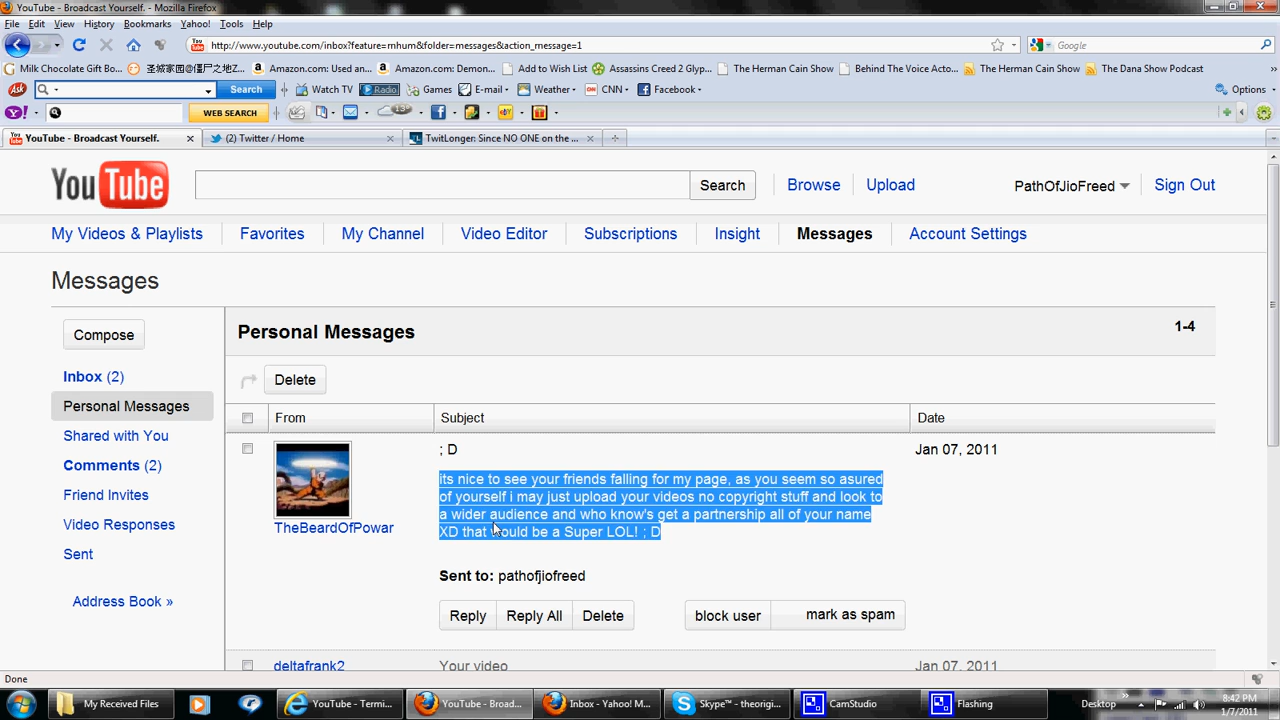 YouTube - Broadcast Yourself. - Mozilla Firefox
File Edit View History Bookmarks Yahoo! Tools Help
http://www.youtube.com/inbox?feature=mhum&folder=messages&action_message=1
Google
Milk Chocolate Gift Bo... 圣城家园@僵尸之地Z... Amazon.com: Used an... Amazon.com: Demon... Add to Wish List Assassins Creed 2 Glyp... The Herman Cain Show Behind The Voice Acto... The Herman Cain Show The Dana Show Podcast
Ask Search Watch TV Radio Games E-mail Weather CNN Facebook Options
Y! WEB SEARCH 13°
YouTube - Broadcast Yourself. (2) Twitter / Home TwitLonger: Since NO ONE on the ...
YouTube Search Browse Upload PathOfJioFreed Sign Out
My Videos & Playlists Favorites My Channel Video Editor Subscriptions Insight Messages Account Settings
Messages
Compose
Inbox (2)
Personal Messages
Shared with You
Comments (2)
Friend Invites
Video Responses
Sent
Address Book »
Personal Messages 1-4
Delete
From Subject Date
; D Jan 07, 2011
its nice to see your friends falling for my page, as you seem so asured
of yourself i may just upload your videos no copyright stuff and look to
a wider audience and who know's get a partnership all of your name
XD that would be a Super LOL! ; D
TheBeardOfPowar
Sent to: pathofjiofreed
Reply Reply All Delete block user mark as spam
deltafrank2 Your video Jan 07, 2011
Done
My Received Files YouTube - Termi... YouTube - Broad... Inbox - Yahoo! M... Skype™ - theorigi... CamStudio Flashing Desktop 8:42 PM
1/7/2011